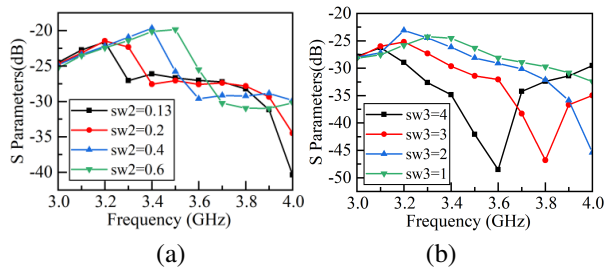 S Parameters(dB)
-20
-25
-30
-35
-40
sw2=0.13
sw2=0.2
sw2=0.4
sw2=0.6
3.0 3.2 3.4 3.6 3.8 4.0
Frequency (GHz)
(a)
S Parameters(dB)
-20
-25
-30
-35
-40
-45
-50
sw3=4
sw3=3
sw3=2
sw3=1
3.0 3.2 3.4 3.6 3.8 4.0
Frequency (GHz)
(b)